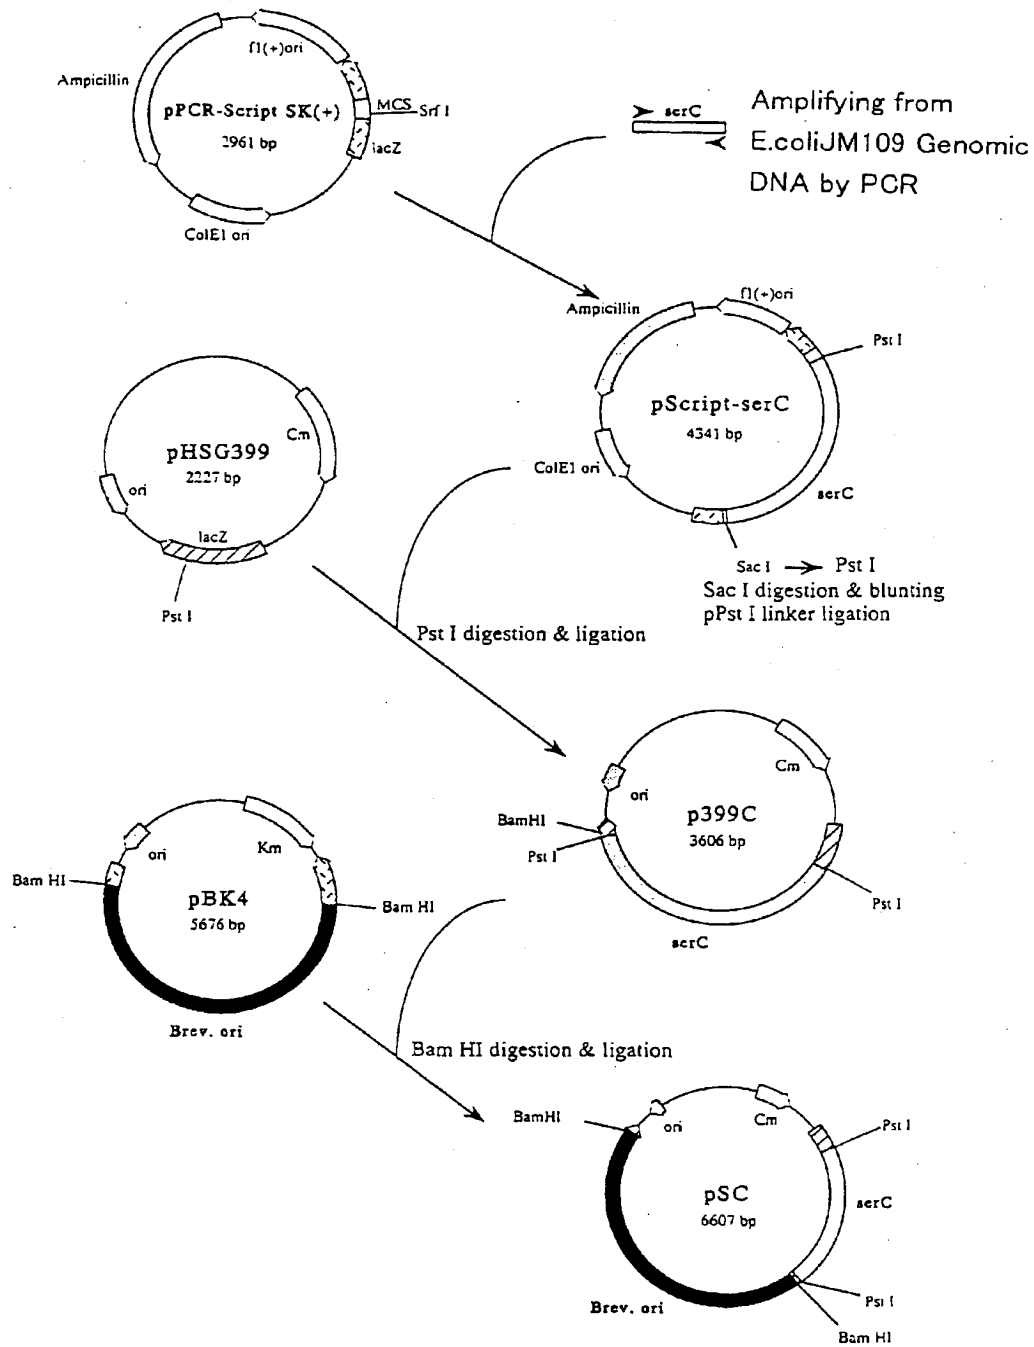 f1(+)ori
Ampicillin
pPCR-Script SK(+)
2961 bp
MCS
Srf I
lacZ
ColE1 ori
serC
Amplifying from
E.coliJM109 Genomic
DNA by PCR
Ampicillin
f1(+)ori
Pst I
pScript-serC
4341 bp
ColE1 ori
serC
Sac I
Pst I
Sac I digestion & blunting
pPst I linker ligation
Cm
pHSG399
2227 bp
ori
lacZ
Pst I
Pst I digestion & ligation
Cm
ori
p399C
3606 bp
BamHI
Pst I
Pst I
serC
ori
Km
Bam HI
pBK4
5676 bp
Bam HI
Brev. ori
Bam HI digestion & ligation
BamHI
ori
Cm
Pst I
pSC
6607 bp
serC
Brev. ori
Pst I
Bam HI